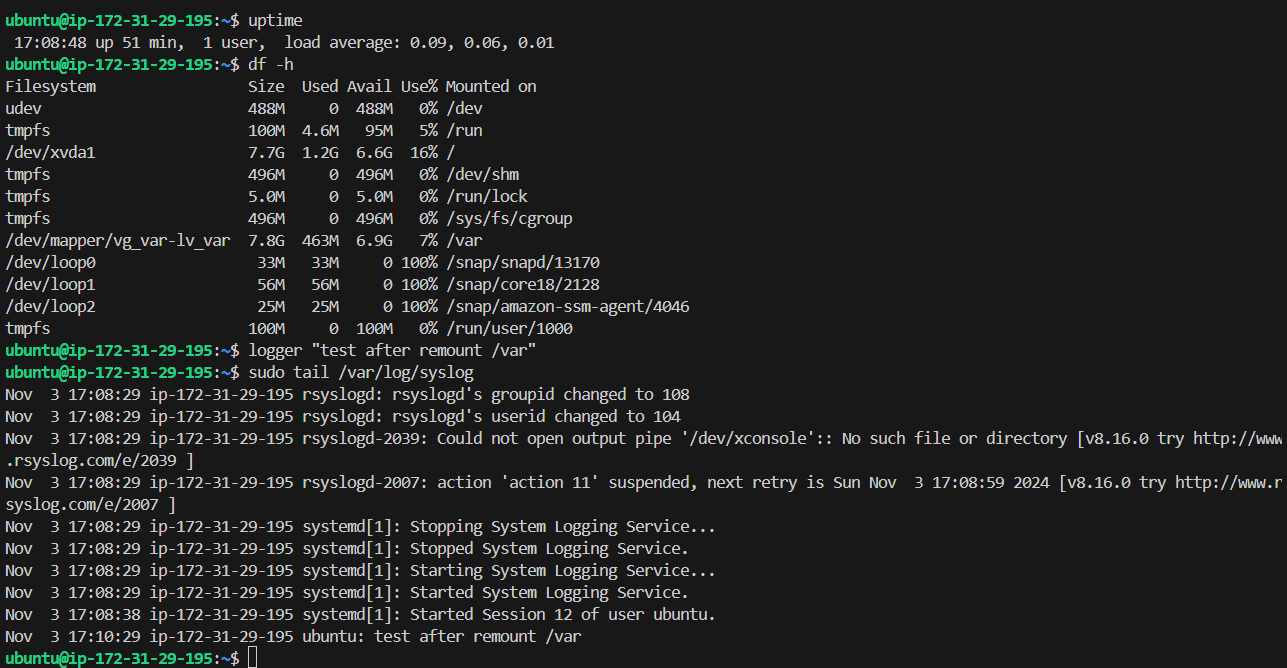 ubuntu@ip-172-31-29-195:~$ uptime
 17:08:48 up 51 min,  1 user,  load average: 0.09, 0.06, 0.01
ubuntu@ip-172-31-29-195:~$ df -h
Filesystem                 Size  Used Avail Use% Mounted on
udev                       488M     0  488M   0% /dev
tmpfs                      100M  4.6M   95M   5% /run
/dev/xvda1                 7.7G  1.2G  6.6G  16% /
tmpfs                      496M     0  496M   0% /dev/shm
tmpfs                      5.0M     0  5.0M   0% /run/lock
tmpfs                      496M     0  496M   0% /sys/fs/cgroup
/dev/mapper/vg_var-lv_var  7.8G  463M  6.9G   7% /var
/dev/loop0                  33M   33M     0 100% /snap/snapd/13170
/dev/loop1                  56M   56M     0 100% /snap/core18/2128
/dev/loop2                  25M   25M     0 100% /snap/amazon-ssm-agent/4046
tmpfs                      100M     0  100M   0% /run/user/1000
ubuntu@ip-172-31-29-195:~$ logger "test after remount /var"
ubuntu@ip-172-31-29-195:~$ sudo tail /var/log/syslog
Nov  3 17:08:29 ip-172-31-29-195 rsyslogd: rsyslogd's groupid changed to 108
Nov  3 17:08:29 ip-172-31-29-195 rsyslogd: rsyslogd's userid changed to 104
Nov  3 17:08:29 ip-172-31-29-195 rsyslogd-2039: Could not open output pipe '/dev/xconsole':: No such file or directory [v8.16.0 try http://www
.rsyslog.com/e/2039 ]
Nov  3 17:08:29 ip-172-31-29-195 rsyslogd-2007: action 'action 11' suspended, next retry is Sun Nov  3 17:08:59 2024 [v8.16.0 try http://www.r
syslog.com/e/2007 ]
Nov  3 17:08:29 ip-172-31-29-195 systemd[1]: Stopping System Logging Service...
Nov  3 17:08:29 ip-172-31-29-195 systemd[1]: Stopped System Logging Service.
Nov  3 17:08:29 ip-172-31-29-195 systemd[1]: Starting System Logging Service...
Nov  3 17:08:29 ip-172-31-29-195 systemd[1]: Started System Logging Service.
Nov  3 17:08:38 ip-172-31-29-195 systemd[1]: Started Session 12 of user ubuntu.
Nov  3 17:10:29 ip-172-31-29-195 ubuntu: test after remount /var
ubuntu@ip-172-31-29-195:~$